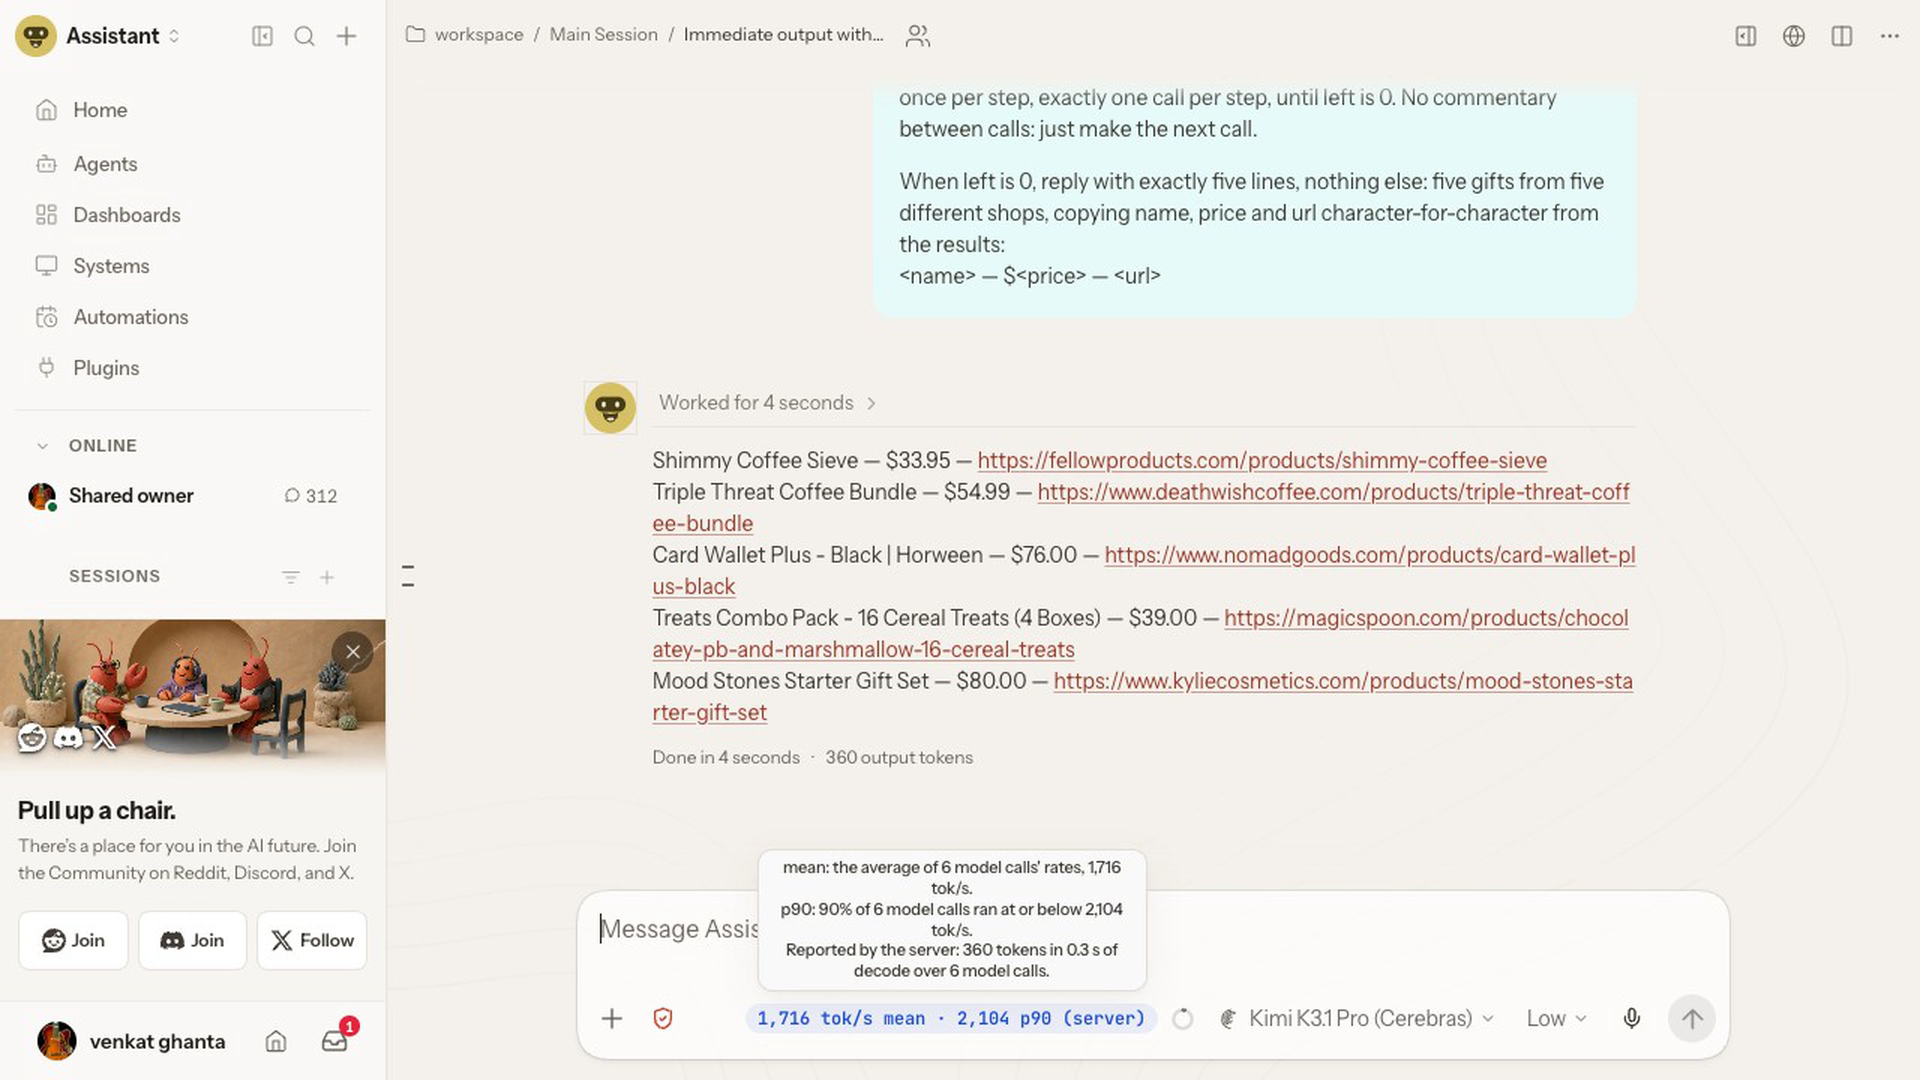 Assistant
Home
Agents
Dashboards
Systems
Automations
Plugins
ONLINE
Shared owner
312
SESSIONS
Pull up a chair.
There's a place for you in the AI future. Join
the Community on Reddit, Discord, and X.
Join
Join
Follow
venkat ghanta
1
workspace / Main Session / Immediate output with...
once per step, exactly one call per step, until left is 0. No commentary
between calls: just make the next call.
When left is 0, reply with exactly five lines, nothing else: five gifts from five
different shops, copying name, price and url character-for-character from
the results:
<name> — $<price> — <url>
Worked for 4 seconds
Shimmy Coffee Sieve — $33.95 — https://fellowproducts.com/products/shimmy-coffee-sieve
Triple Threat Coffee Bundle — $54.99 — https://www.deathwishcoffee.com/products/triple-threat-coff
ee-bundle
Card Wallet Plus - Black | Horween — $76.00 — https://www.nomadgoods.com/products/card-wallet-pl
us-black
Treats Combo Pack - 16 Cereal Treats (4 Boxes) — $39.00 — https://magicspoon.com/products/chocol
atey-pb-and-marshmallow-16-cereal-treats
Mood Stones Starter Gift Set — $80.00 — https://www.kyliecosmetics.com/products/mood-stones-sta
rter-gift-set
Done in 4 seconds · 360 output tokens
mean: the average of 6 model calls' rates, 1,716
tok/s.
p90: 90% of 6 model calls ran at or below 2,104
tok/s.
Reported by the server: 360 tokens in 0.3 s of
decode over 6 model calls.
Message Assis
1,716 tok/s mean · 2,104 p90 (server)
Kimi K3.1 Pro (Cerebras)
Low